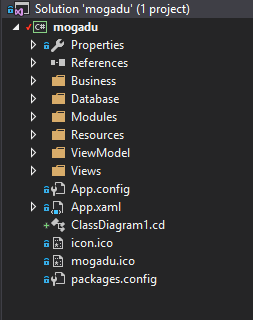 Solution 'mogadu' (1 project)
C# mogadu
Properties
References
Business
Database
Modules
Resources
ViewModel
Views
App.config
App.xaml
ClassDiagram1.cd
icon.ico
mogadu.ico
packages.config